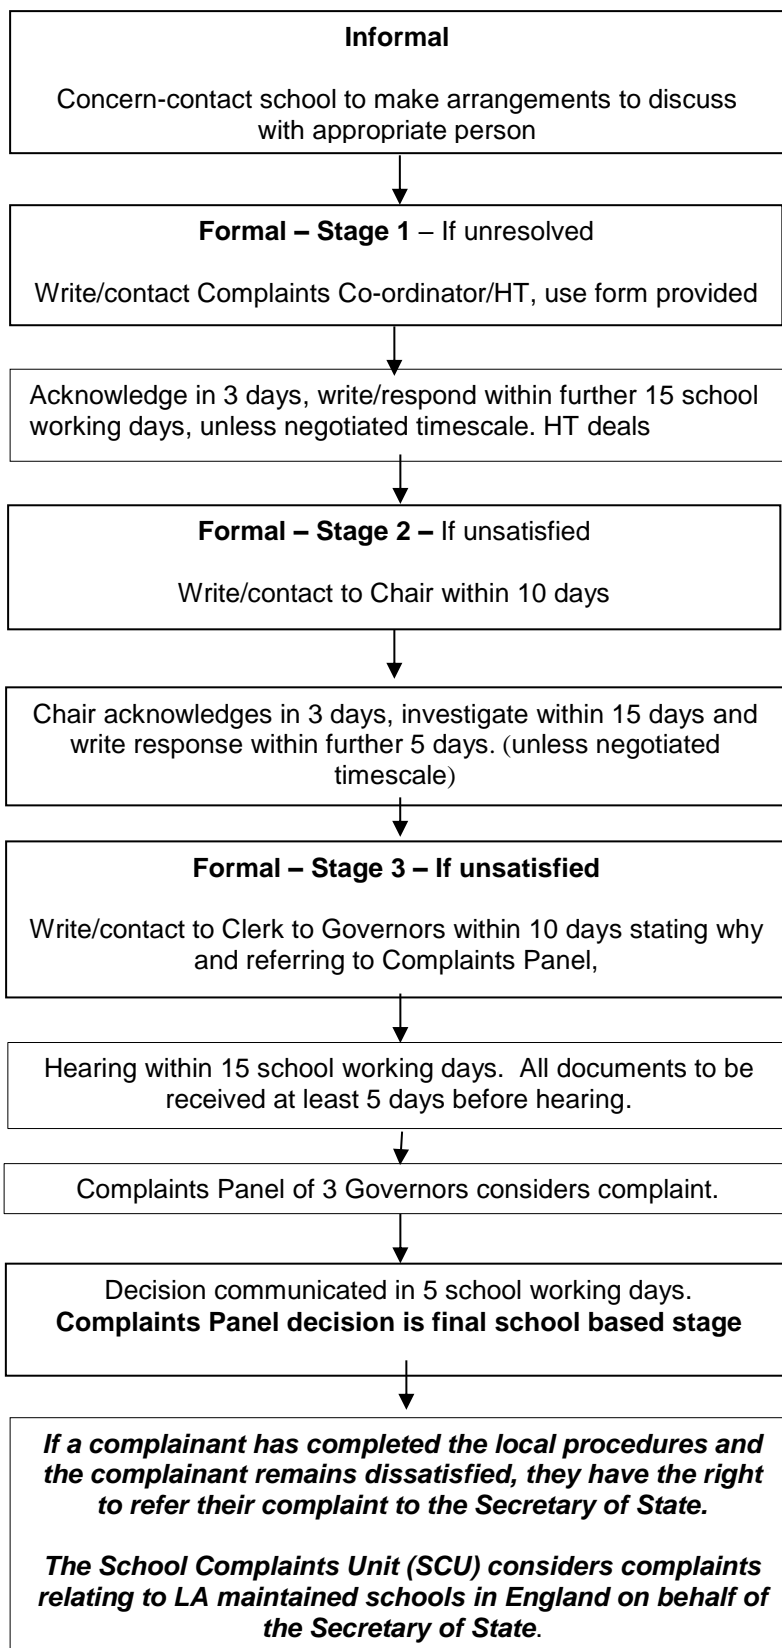 Informal
Concern-contact school to make arrangements to discuss
with appropriate person
Formal – Stage 1 – If unresolved
Write/contact Complaints Co-ordinator/HT, use form provided
Acknowledge in 3 days, write/respond within further 15 school
working days, unless negotiated timescale. HT deals
Formal – Stage 2 – If unsatisfied
Write/contact to Chair within 10 days
Chair acknowledges in 3 days, investigate within 15 days and
write response within further 5 days. (unless negotiated
timescale)
Formal – Stage 3 – If unsatisfied
Write/contact to Clerk to Governors within 10 days stating why
and referring to Complaints Panel,
Hearing within 15 school working days.  All documents to be
received at least 5 days before hearing.
Complaints Panel of 3 Governors considers complaint.
Decision communicated in 5 school working days.
Complaints Panel decision is final school based stage
If a complainant has completed the local procedures and
the complainant remains dissatisfied, they have the right
to refer their complaint to the Secretary of State.
The School Complaints Unit (SCU) considers complaints
relating to LA maintained schools in England on behalf of
the Secretary of State.